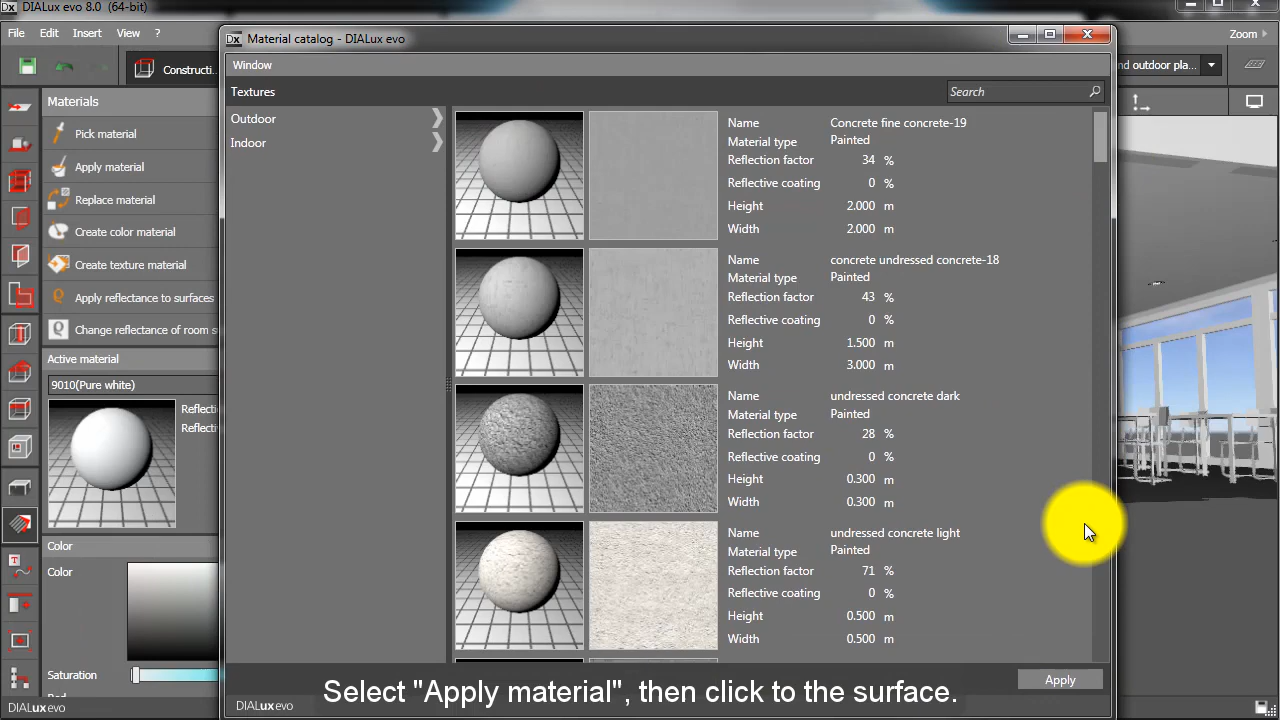 DIALux evo 8.0 (64-bit)
File Edit Insert View ?
Zoom
Constructi...
nd outdoor pla...
Materials
Pick material
Apply material
Replace material
Create color material
Create texture material
Apply reflectance to surfaces
Change reflectance of room s
Active material
9010(Pure white)
Reflecti
Reflecti
Color
Color
Saturation
DIALux evo
Material catalog - DIALux evo
Window
Textures
Search
Outdoor
Indoor
Name Concrete fine concrete-19
Material type Painted
Reflection factor 34 %
Reflective coating 0 %
Height 2.000 m
Width 2.000 m
Name concrete undressed concrete-18
Material type Painted
Reflection factor 43 %
Reflective coating 0 %
Height 1.500 m
Width 3.000 m
Name undressed concrete dark
Material type Painted
Reflection factor 28 %
Reflective coating 0 %
Height 0.300 m
Width 0.300 m
Name undressed concrete light
Material type Painted
Reflection factor 71 %
Reflective coating 0 %
Height 0.500 m
Width 0.500 m
Apply
Select "Apply material", then click to the surface.
DIALux evo